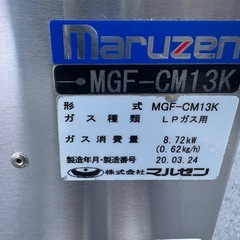 maruzen
MGF-CM13K
形式 MGF-CM13K
ガス種類 LPガス用
ガス消費量 8.72kW
(0.62kg/h)
製造年月・製造番号 20.03.24
株式会社 マルゼン